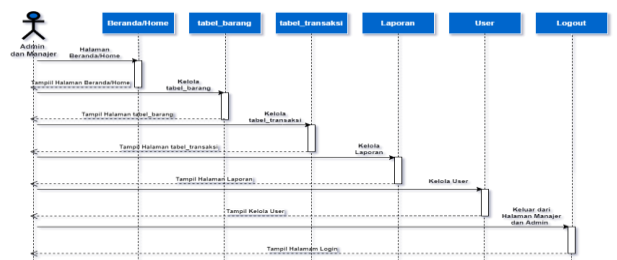 Beranda/Home
tabel_barang
tabel_transaksi
Laporan
User
Logout
Admin
dan Manajer
Halaman
Beranda/Home
Tampil Halaman Beranda/Home;
Kelola
tabel_barang
Tampil Halaman tabel_barang;
Kelola
tabel_transaksi
Tampil Halaman tabel_transaksi;
Kelola
Laporan
Tampil Halaman Laporan;
Kelola User
Tampil Kelola User;
Keluar dari
Halaman Manajer
dan Admin
Tampil Halamam Login;